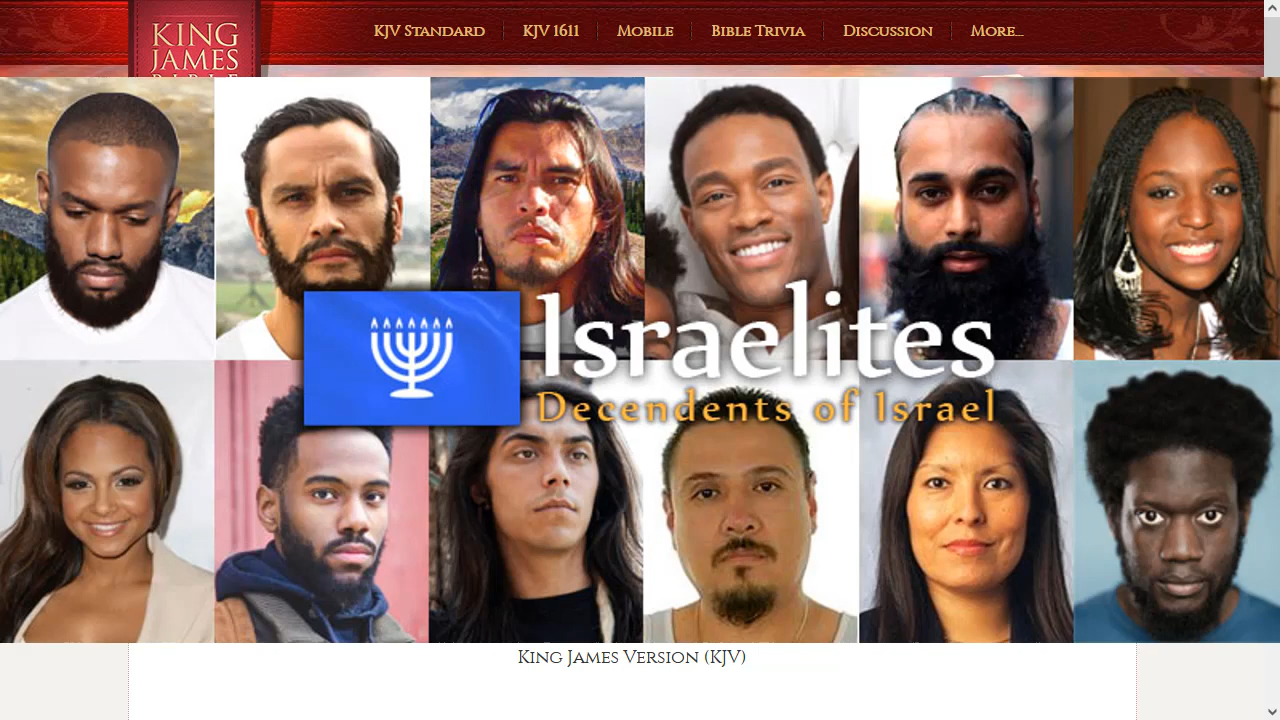 KING
JAMES
BIBLE
KJV Standard
KJV 1611
Mobile
Bible Trivia
Discussion
More...
Israelites
Decendents of Israel
King James Version (KJV)